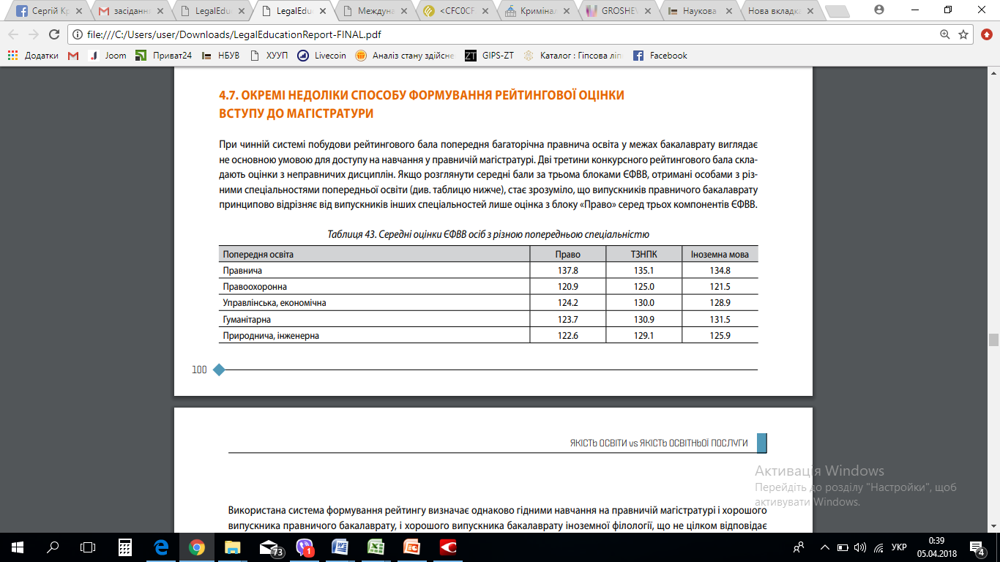 Сергій Кр
засідання
LegalEdu
LegalEdu
Междуна
<CFC0CF
Кримінал
GROSHEV
Наукова
Нова вкладка
file:///C:/Users/user/Downloads/LegalEducationReport-FINAL.pdf
Додатки Joom Приват24 НБУВ ХУУП Livecoin Аналіз стану здійсне ZT GIPS-ZT Каталог : Гіпсова ліп Facebook
4.7. ОКРЕМІ НЕДОЛІКИ СПОСОБУ ФОРМУВАННЯ РЕЙТИНГОВОЇ ОЦІНКИ
ВСТУПУ ДО МАГІСТРАТУРИ
При чинній системі побудови рейтингового бала попередня багаторічна правнича освіта у межах бакалаврату виглядає
не основною умовою для доступу на навчання у правничій магістратурі. Дві третини конкурсного рейтингового бала скла-
дають оцінки з неправничих дисциплін. Якщо розглянути середні бали за трьома блоками ЄФВВ, отримані особами з різ-
ними спеціальностями попередньої освіти (див. таблицю нижче), стає зрозуміло, що випускників правничого бакалаврату
принципово відрізняє від випускників інших спеціальностей лише оцінка з блоку «Право» серед трьох компонентів ЄФВВ.
Таблиця 43. Середні оцінки ЄФВВ осіб з різною попередньою спеціальністю
Попередня освіта Право ТЗНПК Іноземна мова
Правнича 137.8 135.1 134.8
Правоохоронна 120.9 125.0 121.5
Управлінська, економічна 124.2 130.0 128.9
Гуманітарна 123.7 130.9 131.5
Природнича, інженерна 122.6 129.1 125.9
100
ЯКІСТЬ ОСВІТИ vs ЯКІСТЬ ОСВІТНЬОЇ ПОСЛУГИ
Активація Windows
Перейдіть до розділу "Настройки", щоб
активувати Windows.
Використана система формування рейтингу визначає однаково гідними навчання на правничій магістратурі і хорошого
випускника правничого бакалаврату, і хорошого випускника бакалаврату іноземної філології, що не цілком відповідає
73
1
УКР
0:39
05.04.2018
4